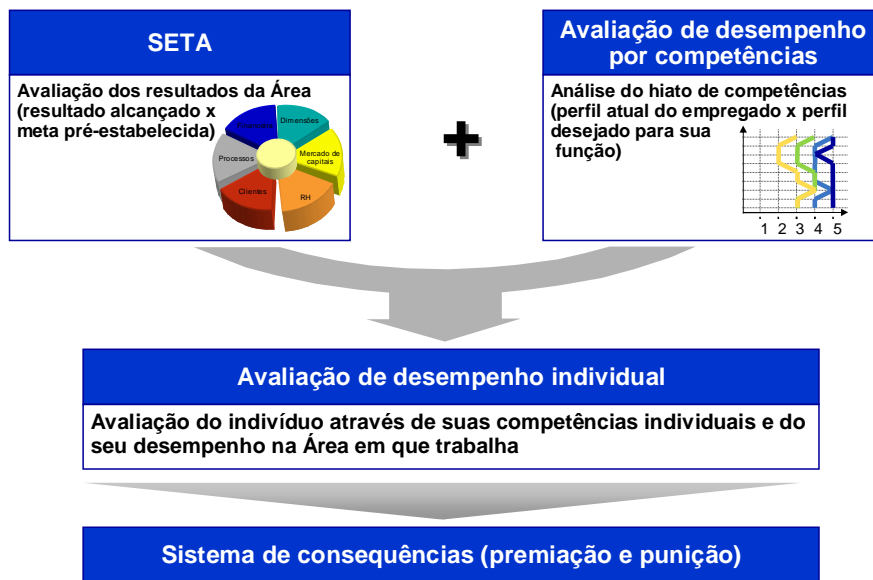 SETA
Avaliação dos resultados da Área
(resultado alcançado x
meta pré-estabelecida)
Dimensões
Mercado de
capitais
RH
Clientes
Processos
Avaliação de desempenho
por competências
Análise do hiato de competências
(perfil atual do empregado x perfil
desejado para sua
função)
1 2 3 4 5
+
Avaliação de desempenho individual
Avaliação do indivíduo através de suas competências individuais e do
seu desempenho na Área em que trabalha
Sistema de consequências (premiação e punição)